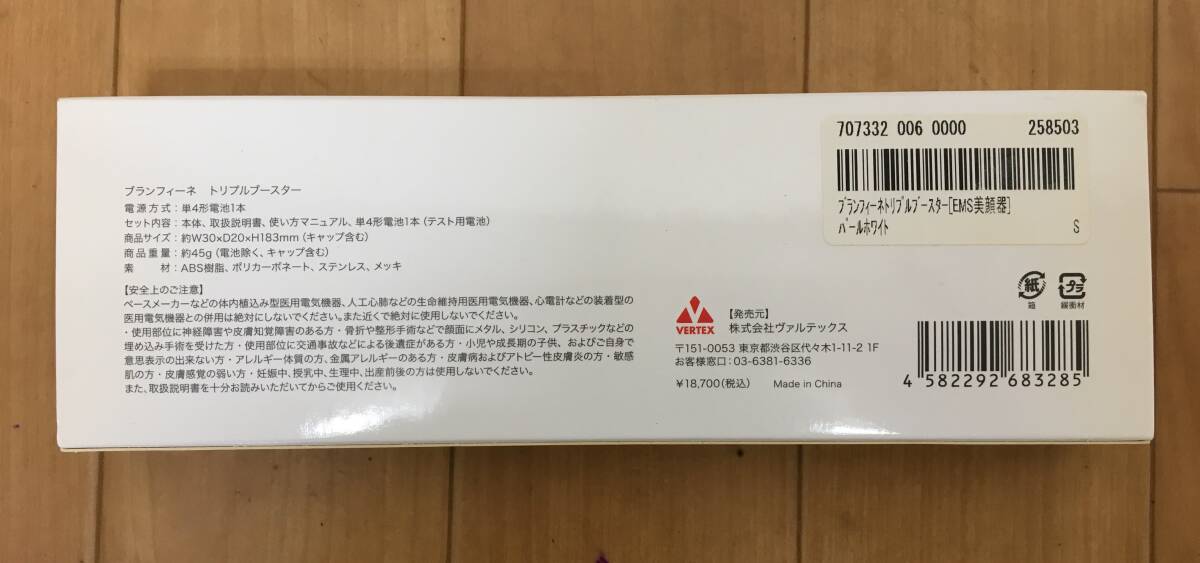 707332 006 0000 258503
ﾌﾞﾗﾝﾌｨｰﾈﾄﾘﾌﾟﾙﾌﾞｰｽﾀｰ[EMS美顔器]
ﾊﾟｰﾙﾎﾜｲﾄ S
ブランフィーネ トリプルブースター
電源方式：単4形電池1本
セット内容：本体、取扱説明書、使い方マニュアル、単4形電池1本（テスト用電池）
商品サイズ：約W30×D20×H183mm（キャップ含む）
商品重量：約45g（電池除く、キャップ含む）
素 材：ABS樹脂、ポリカーボネート、ステンレス、メッキ
【安全上のご注意】
ペースメーカーなどの体内植込み型医用電気機器、人工心肺などの生命維持用医用電気機器、心電計などの装着型の
医用電気機器との併用は絶対にしないでください。また近くで絶対に使用しないでください。
・使用部位に神経障害や皮膚知覚障害のある方・骨折や整形手術などで顔面にメタル、シリコン、プラスチックなどの
埋め込み手術を受けた方・使用部位に交通事故などによる後遺症がある方・小児や成長期の子供、およびご自身で
意思表示の出来ない方・アレルギー体質の方、金属アレルギーのある方・皮膚病およびアトピー性皮膚炎の方・敏感
肌の方・皮膚感覚の弱い方・妊娠中、授乳中、生理中、出産前後の方は使用しないでください。
また、取扱説明書を十分お読みいただいてからご使用ください。
VERTEX
【発売元】
株式会社ヴァルテックス
〒151-0053 東京都渋谷区代々木1-11-2 1F
お客様窓口：03-6381-6336
¥18,700（税込） Made in China
紙
箱
プラ
緩衝材
4 582292 683285